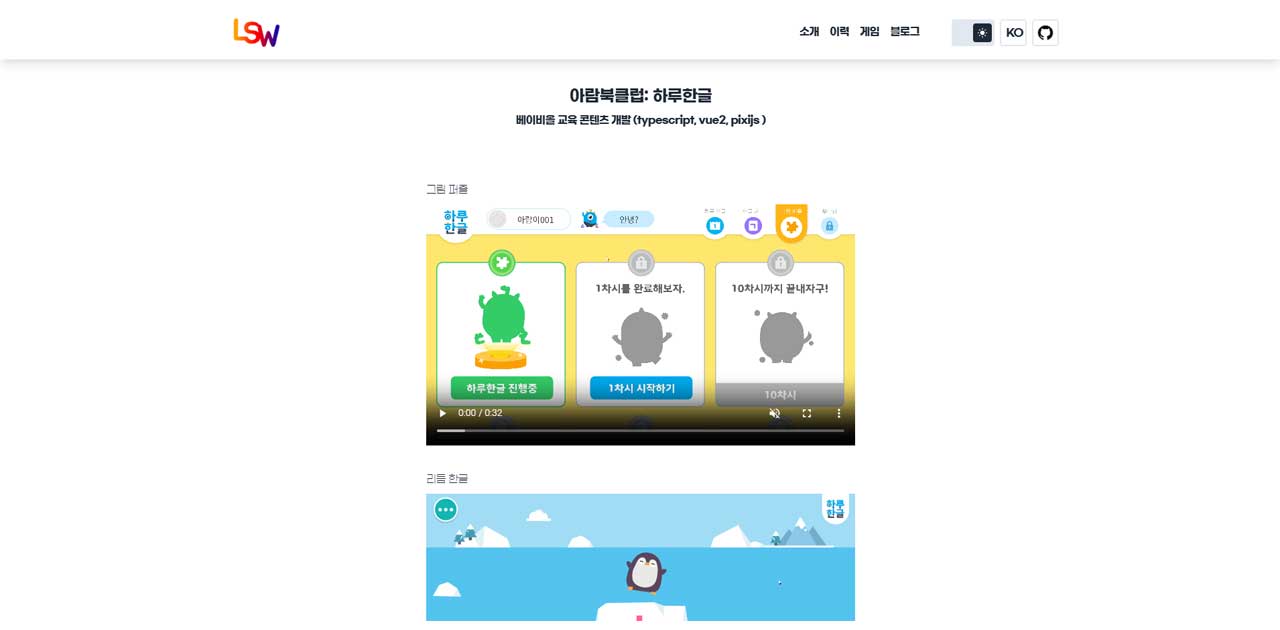 LSW
소개 이력 게임 블로그 KO
아람북클럽: 하루한글
베이비올 교육 콘텐츠 개발 (typescript, vue2, pixijs )
그림 퍼즐
하루
한글
아람이001
안녕?
1차시를 완료해보자.
10차시까지 끝내자구!
하루한글 진행중
1차시 시작하기
10차시
0:00 / 0:32
리듬 한글
하루
한글